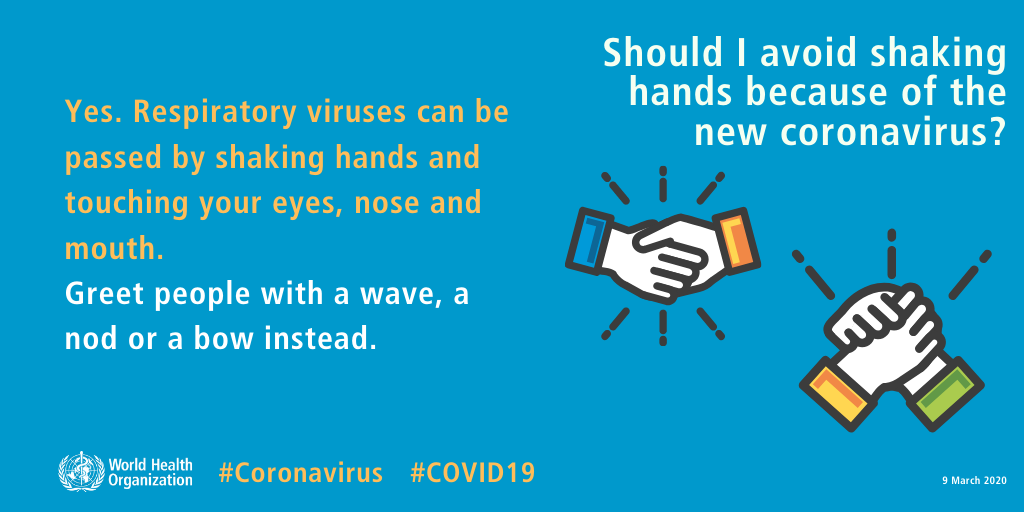 Should I avoid shaking
hands because of the
new coronavirus?
Yes. Respiratory viruses can be
passed by shaking hands and
touching your eyes, nose and
mouth.
Greet people with a wave, a
nod or a bow instead.
World Health
Organization
#Coronavirus #COVID19
9 March 2020